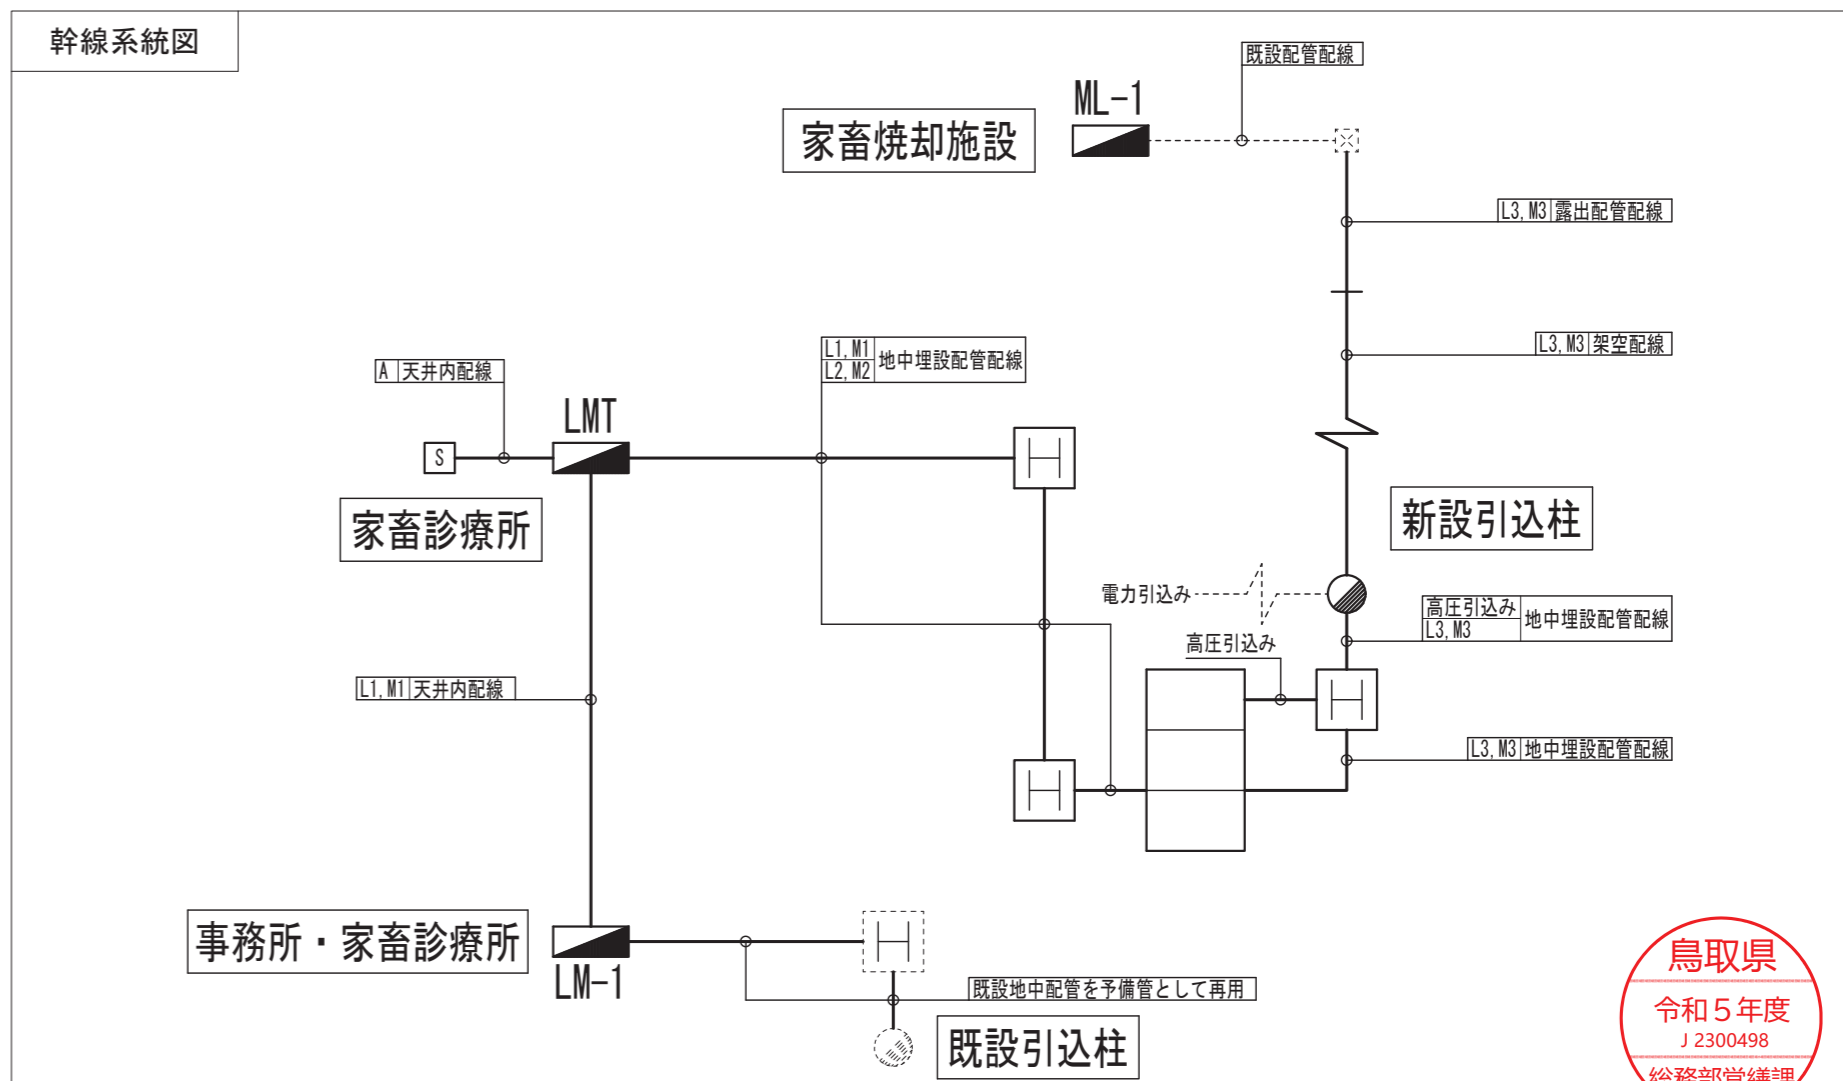 幹線系統図
既設配管配線
ML-1
家畜焼却施設
L3, M3 露出配管配線
L3, M3 架空配線
L1, M1
L2, M2
地中埋設配管配線
A 天井内配線
LMT
S
家畜診療所
新設引込柱
電力引込み
高圧引込み
L3, M3
地中埋設配管配線
高圧引込み
L1, M1 天井内配線
L3, M3 地中埋設配管配線
事務所・家畜診療所
LM-1
既設地中配管を予備管として再用
既設引込柱
鳥取県
令和5年度
J 2300498
総務部営繕課